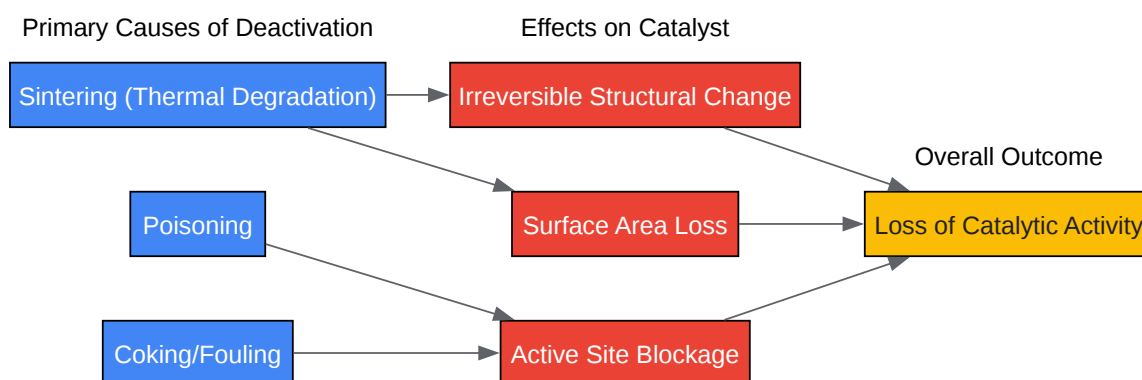 Primary Causes of Deactivation
Effects on Catalyst
Sintering (Thermal Degradation)
Irreversible Structural Change
Overall Outcome
Poisoning
Surface Area Loss
Loss of Catalytic Activity
Coking/Fouling
Active Site Blockage